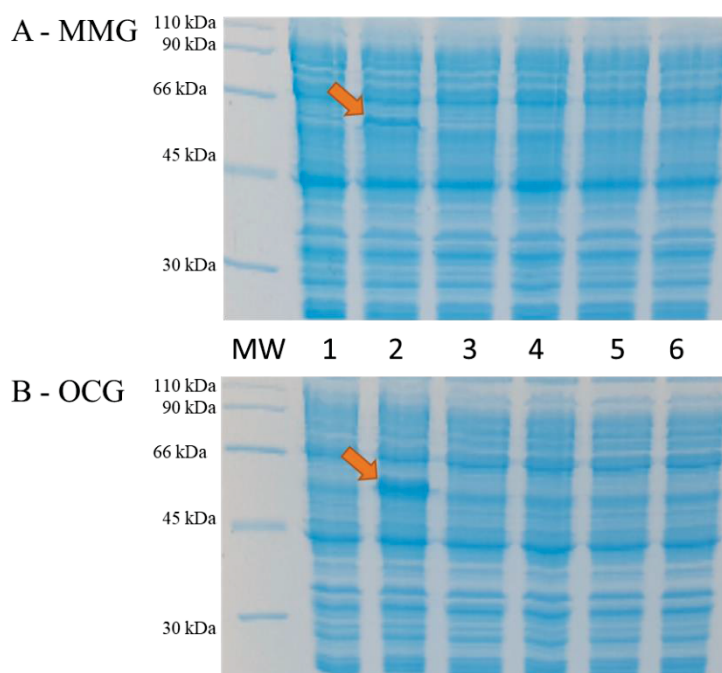 A - MMG
110 kDa
90 kDa
66 kDa
45 kDa
30 kDa
MW 1 2 3 4 5 6
B - OCG
110 kDa
90 kDa
66 kDa
45 kDa
30 kDa